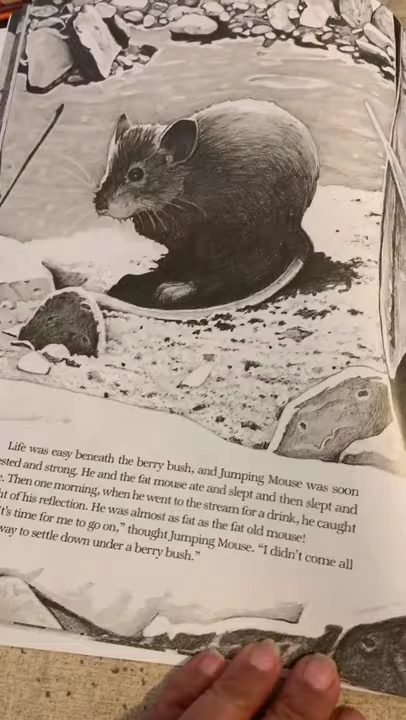 Life was easy beneath the berry bush, and Jumping Mouse was soon
ested and strong. He and the fat mouse ate and slept and then slept and
e. Then one morning, when he went to the stream for a drink, he caught
ht of his reflection. He was almost as fat as the fat old mouse!
t's time for me to go on," thought Jumping Mouse. "I didn't come all
way to settle down under a berry bush."